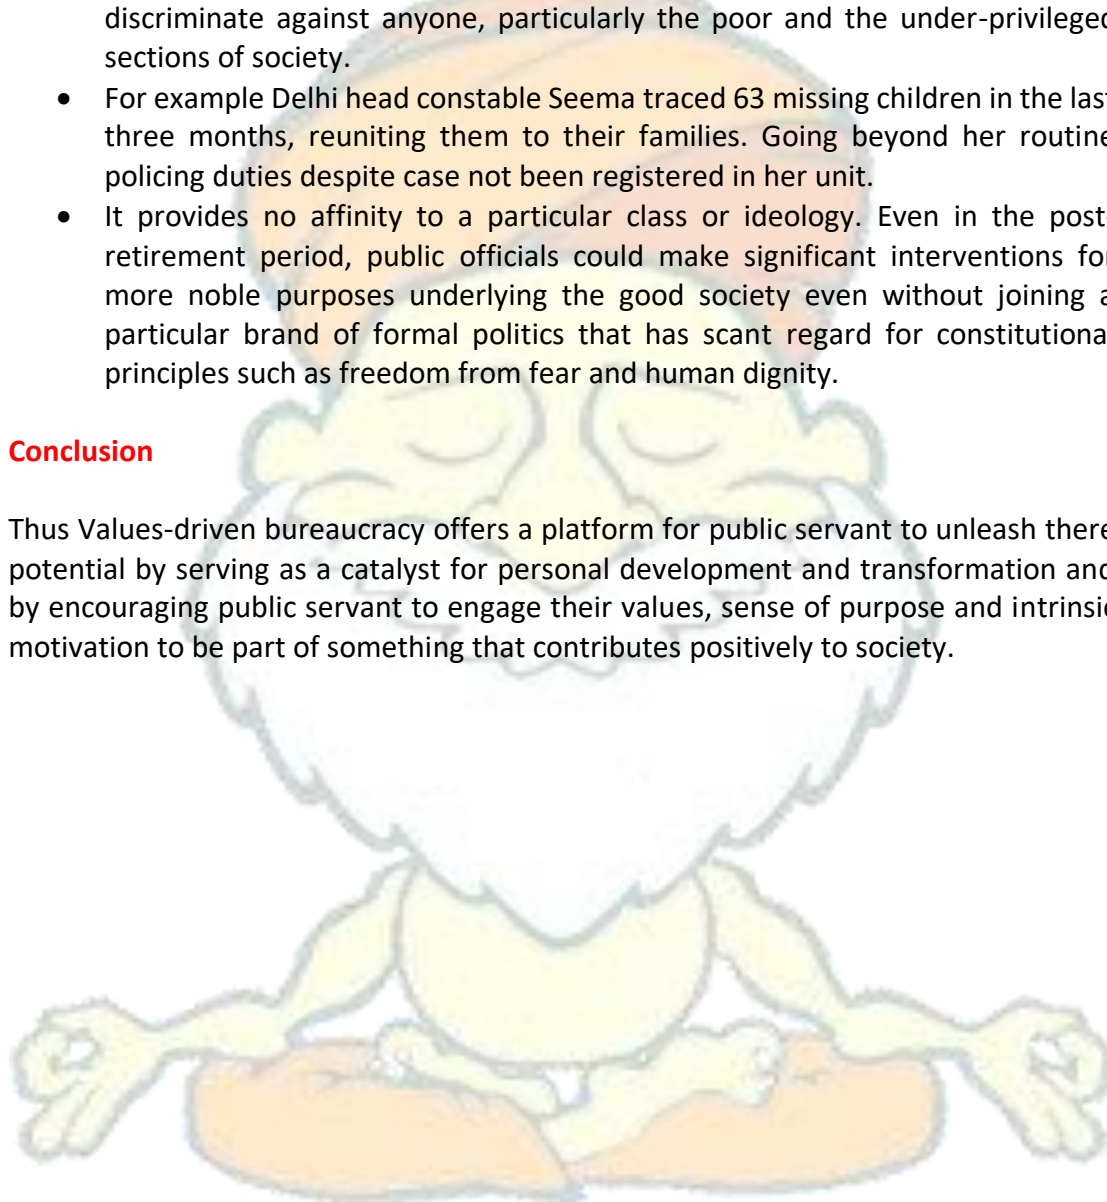 discriminate against anyone, particularly the poor and the under-privileged
sections of society.
• For example Delhi head constable Seema traced 63 missing children in the last
three months, reuniting them to their families. Going beyond her routine
policing duties despite case not been registered in her unit.
• It provides no affinity to a particular class or ideology. Even in the post-
retirement period, public officials could make significant interventions for
more noble purposes underlying the good society even without joining a
particular brand of formal politics that has scant regard for constitutional
principles such as freedom from fear and human dignity.
Conclusion
Thus Values-driven bureaucracy offers a platform for public servant to unleash there
potential by serving as a catalyst for personal development and transformation and
by encouraging public servant to engage their values, sense of purpose and intrinsic
motivation to be part of something that contributes positively to society.